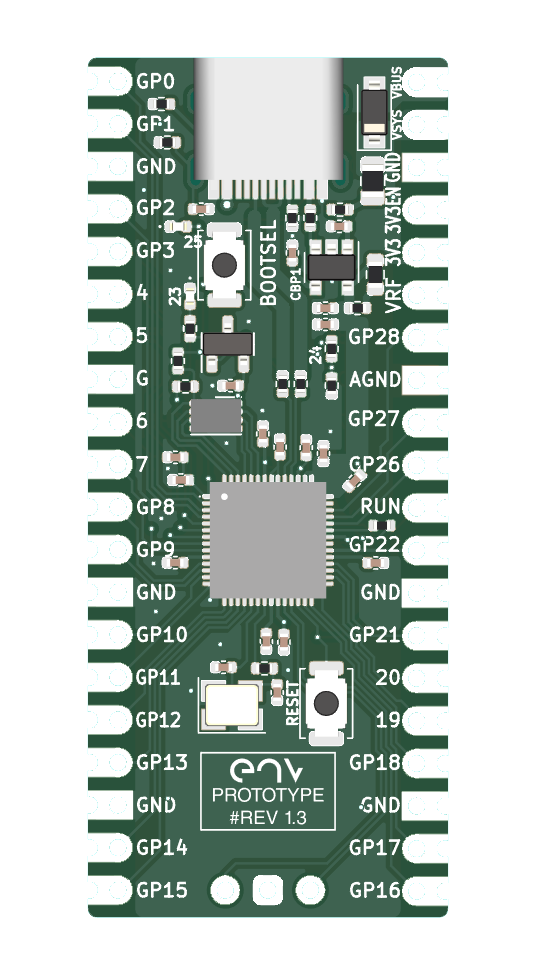 GP0
GP1
GND
GP2
GP3
4
5
G
6
7
GP8
GP9
GND
GP10
GP11
GP12
GP13
GND
GP14
GP15
25
23
BOOTSEL
CBP1
24
RESET
env
PROTOTYPE
#REV 1.3
VBUS
VSYS
GND
3V3EN
3V3
VRF
GP28
AGND
GP27
GP26
RUN
GP22
GND
GP21
20
19
GP18
GND
GP17
GP16